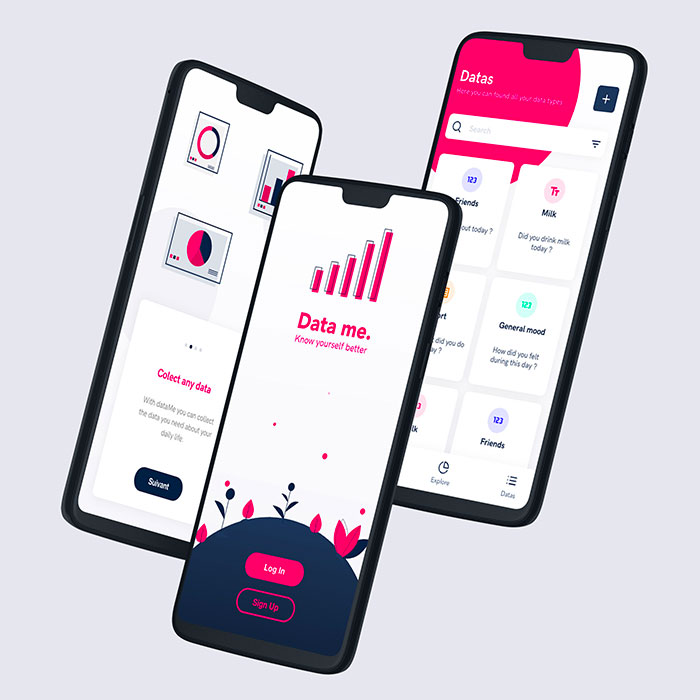 Colect any data
With dataMe you can collect
the data you need about your
daily life.
Suivant
Data me.
Know yourself better
Log In
Sign Up
Datas
Here you can found all your data types
Search
123
Friends
out today ?
Tr
Milk
Did you drink milk
today ?
ort
did you do
ay ?
123
General mood
How did you felt
during this day ?
lk
123
Friends
Explore
Datas